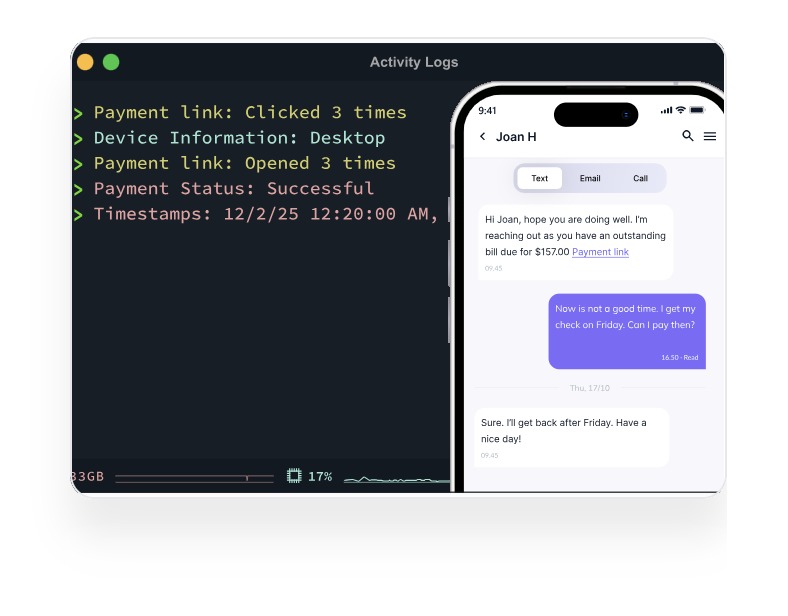 Activity Logs
> Payment link: Clicked 3 times
> Device Information: Desktop
> Payment link: Opened 3 times
> Payment Status: Successful
> Timestamps: 12/2/25 12:20:00 AM,
33GB
17%
9:41
Joan H
Text Email Call
Hi Joan, hope you are doing well. I'm
reaching out as you have an outstanding
bill due for $157.00 Payment link
09.45
Now is not a good time. I get my
check on Friday. Can I pay then?
16.50 - Read
Thu, 17/10
Sure. I'll get back after Friday. Have a
nice day!
09.45